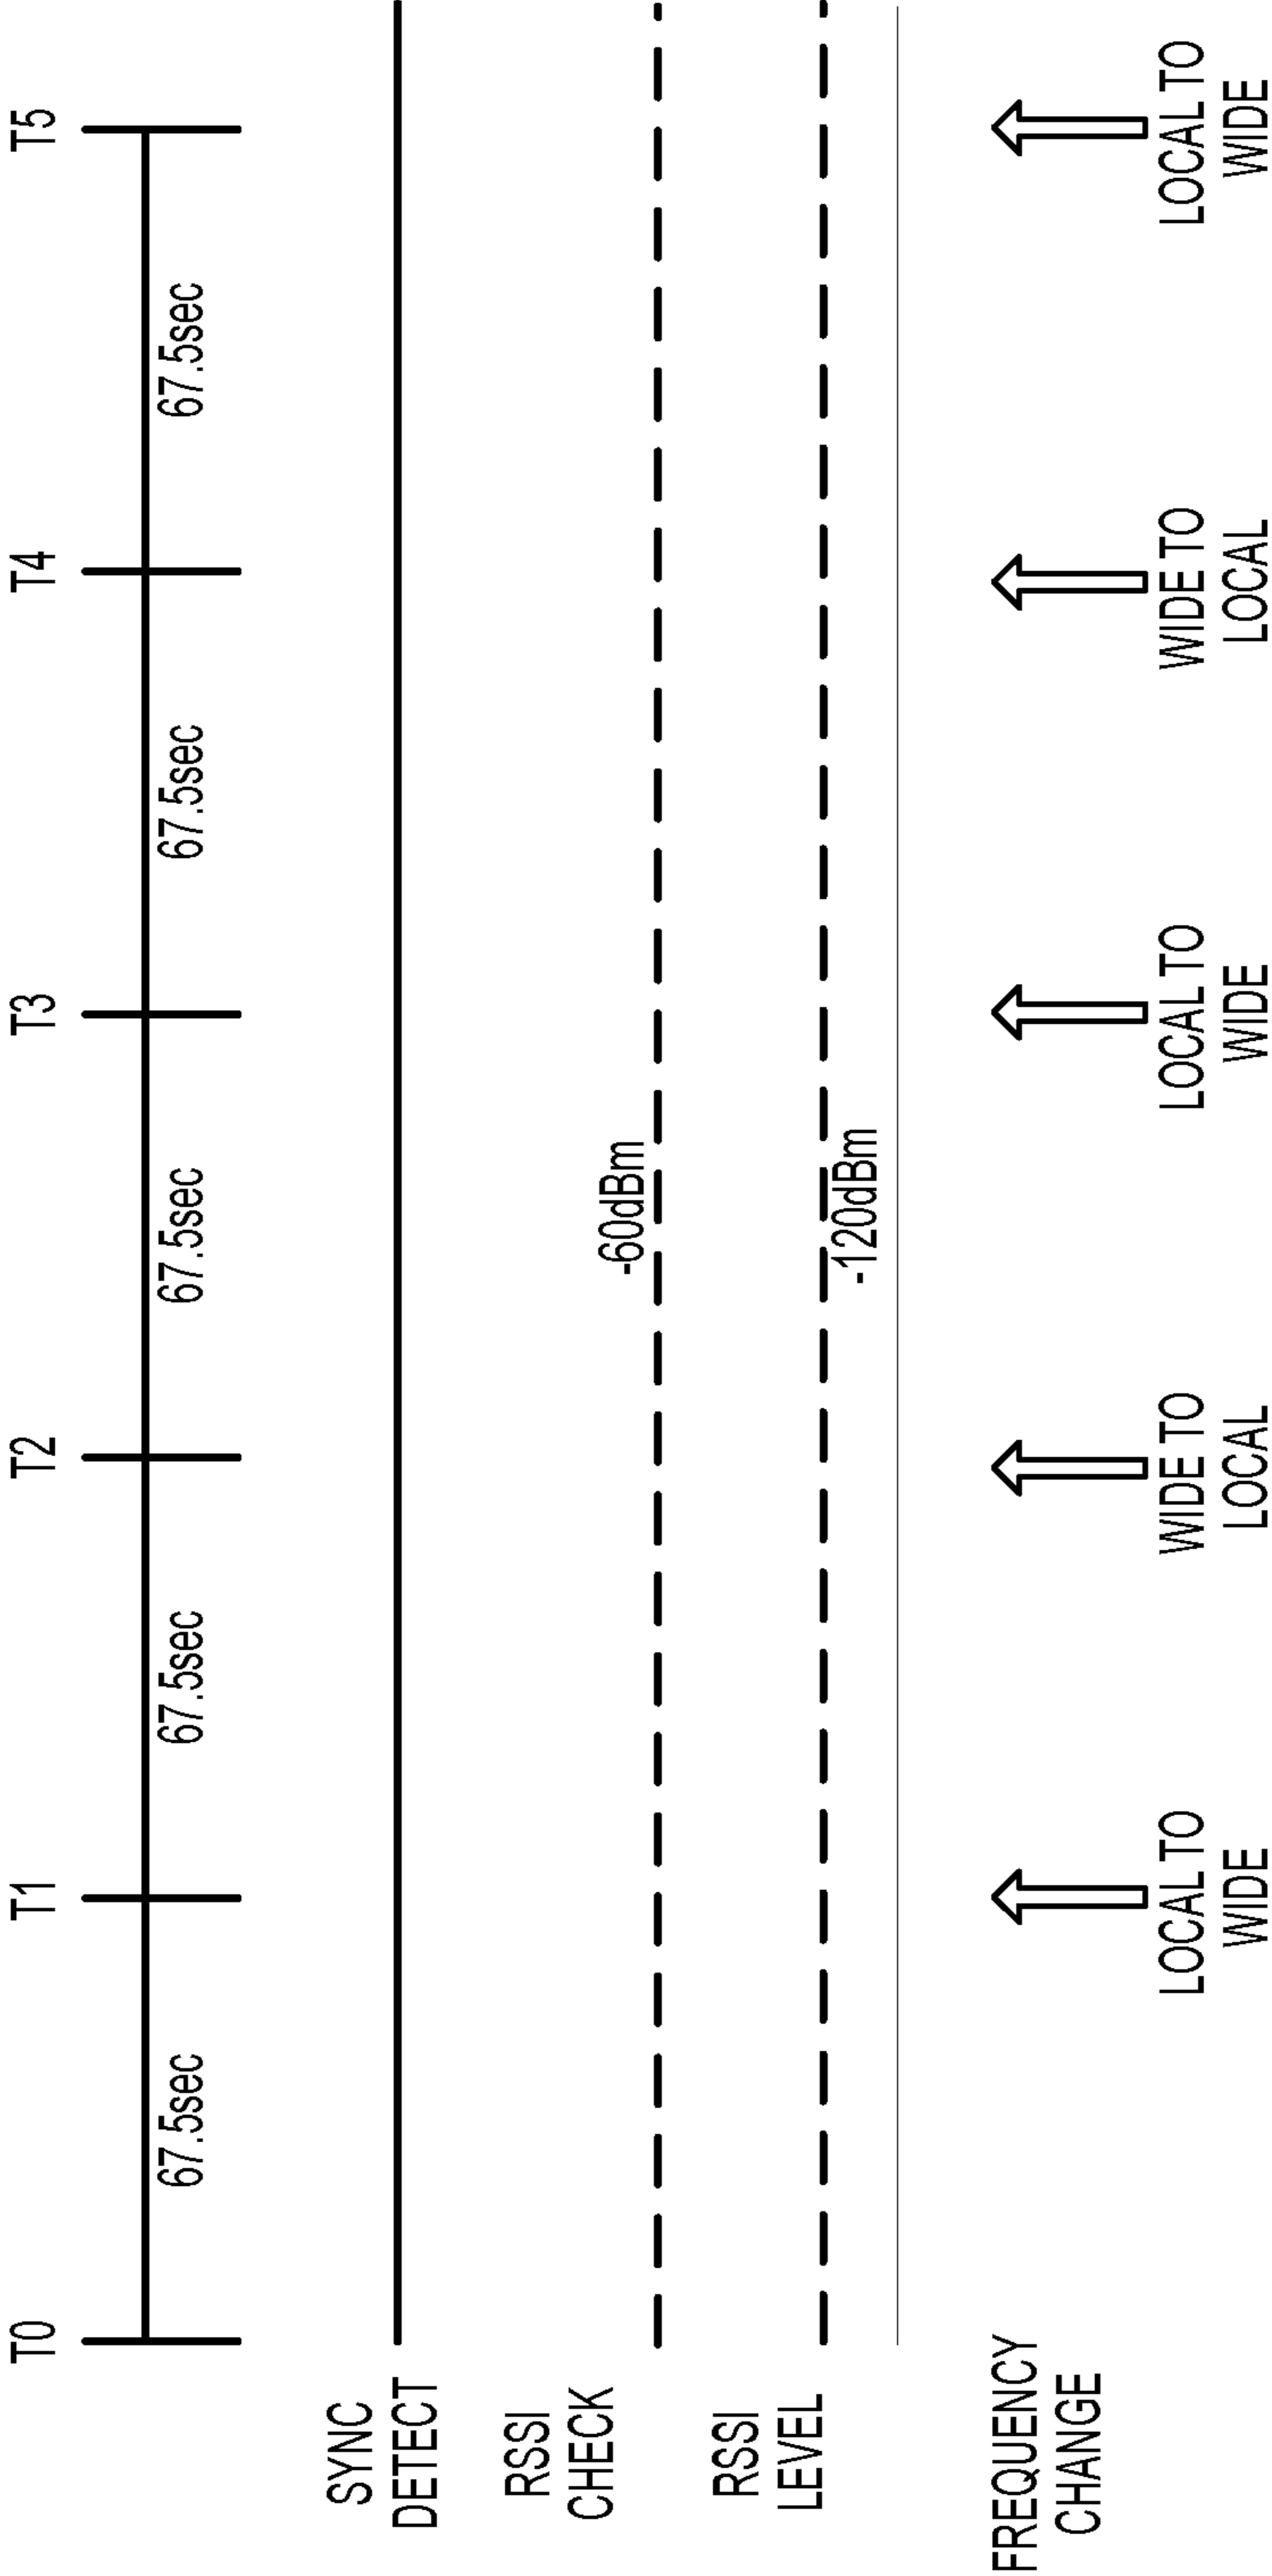 T0
T1
T2
T3
T4
T5
67.5sec
67.5sec
67.5sec
67.5sec
67.5sec
SYNC
DETECT
RSSI
CHECK
-60dBm
RSSI
LEVEL
-120dBm
FREQUENCY
CHANGE
LOCAL TO
WIDE
WIDE TO
LOCAL
LOCAL TO
WIDE
WIDE TO
LOCAL
LOCAL TO
WIDE